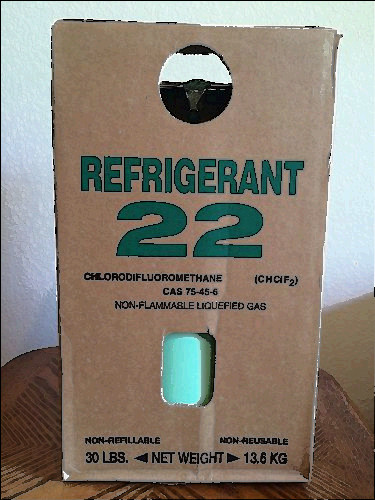 REFRIGERANT
22
CHLORODIFLUOROMETHANE (CHClF₂)
CAS 75-45-6
NON-FLAMMABLE LIQUEFIED GAS
NON-REFILLABLE NON-REUSABLE
30 LBS. ◄ NET WEIGHT ► 13.6 KG